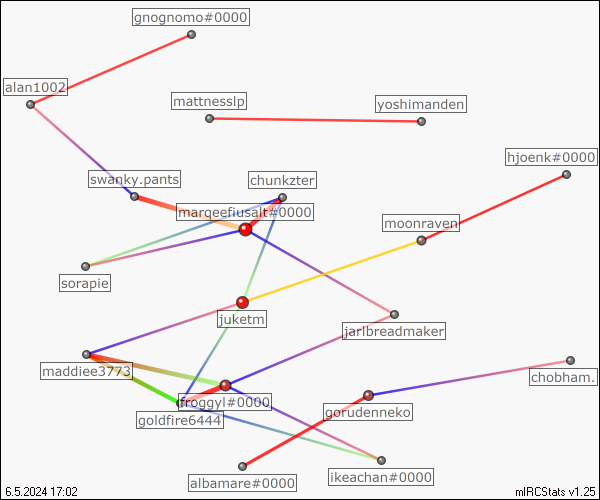 gnognomo#0000
alan1002
mattnesslp
yoshimanden
hjoenk#0000
swanky.pants
chunkzter
marqeefiusalt#0000
moonraven
sorapie
juketm
jarlbreadmaker
maddiee3773
chobham.
froggyl#0000
gorudenneko
goldfire6444
ikeachan#0000
albamare#0000
6.5.2024 17:02
mIRCStats v1.25